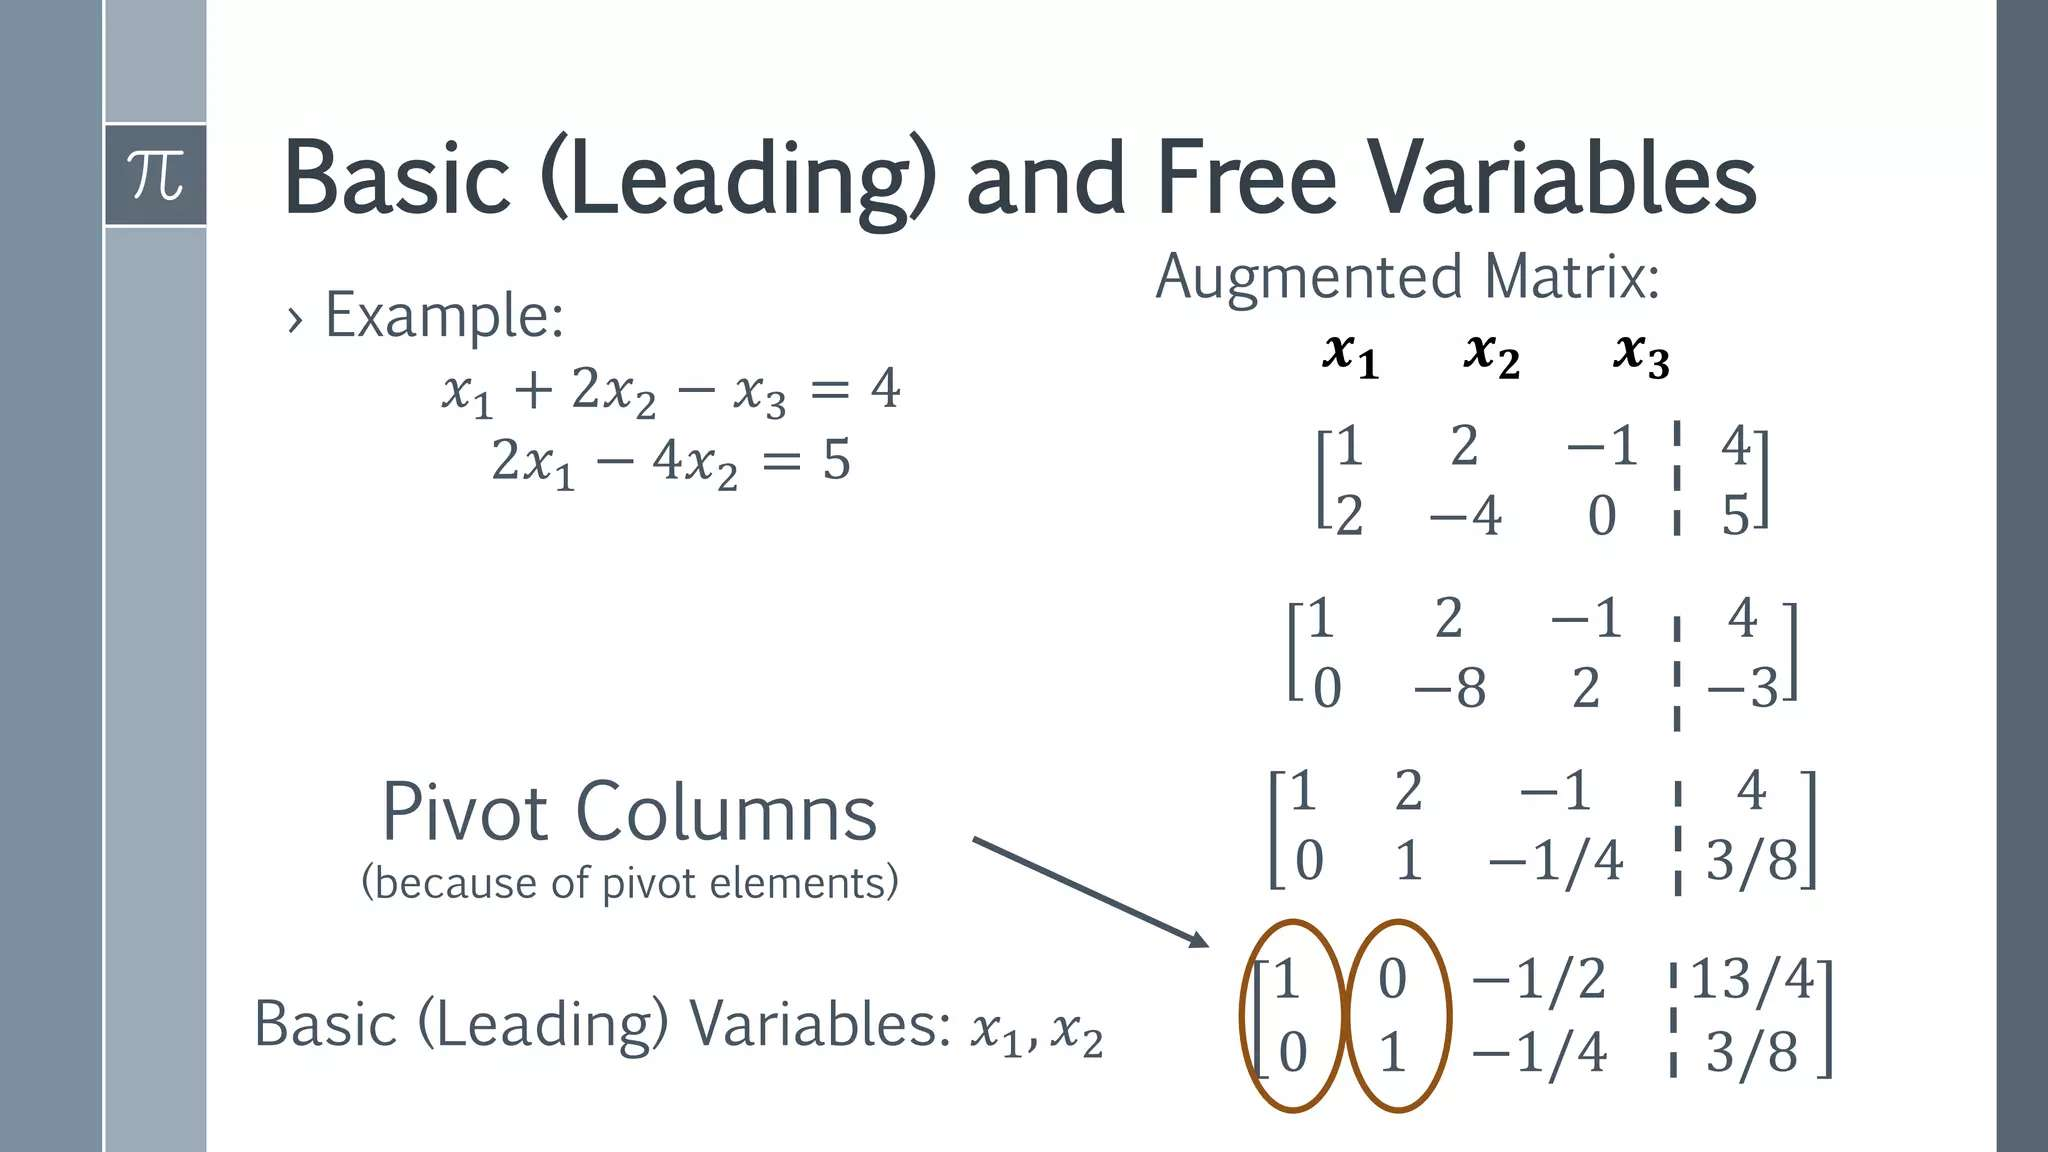 π
Basic (Leading) and Free Variables
› Example:
𝑥₁ + 2𝑥₂ − 𝑥₃ = 4
2𝑥₁ − 4𝑥₂ = 5
Augmented Matrix:
𝒙₁ 𝒙₂ 𝒙₃
[1 2 −1 ¦ 4]
[2 −4 0 ¦ 5]
[1 2 −1 ¦ 4]
[0 −8 2 ¦ −3]
[1 2 −1 ¦ 4]
[0 1 −1/4 ¦ 3/8]
Pivot Columns
(because of pivot elements)
[1 0 −1/2 ¦ 13/4]
[0 1 −1/4 ¦ 3/8]
Basic (Leading) Variables: 𝑥₁, 𝑥₂